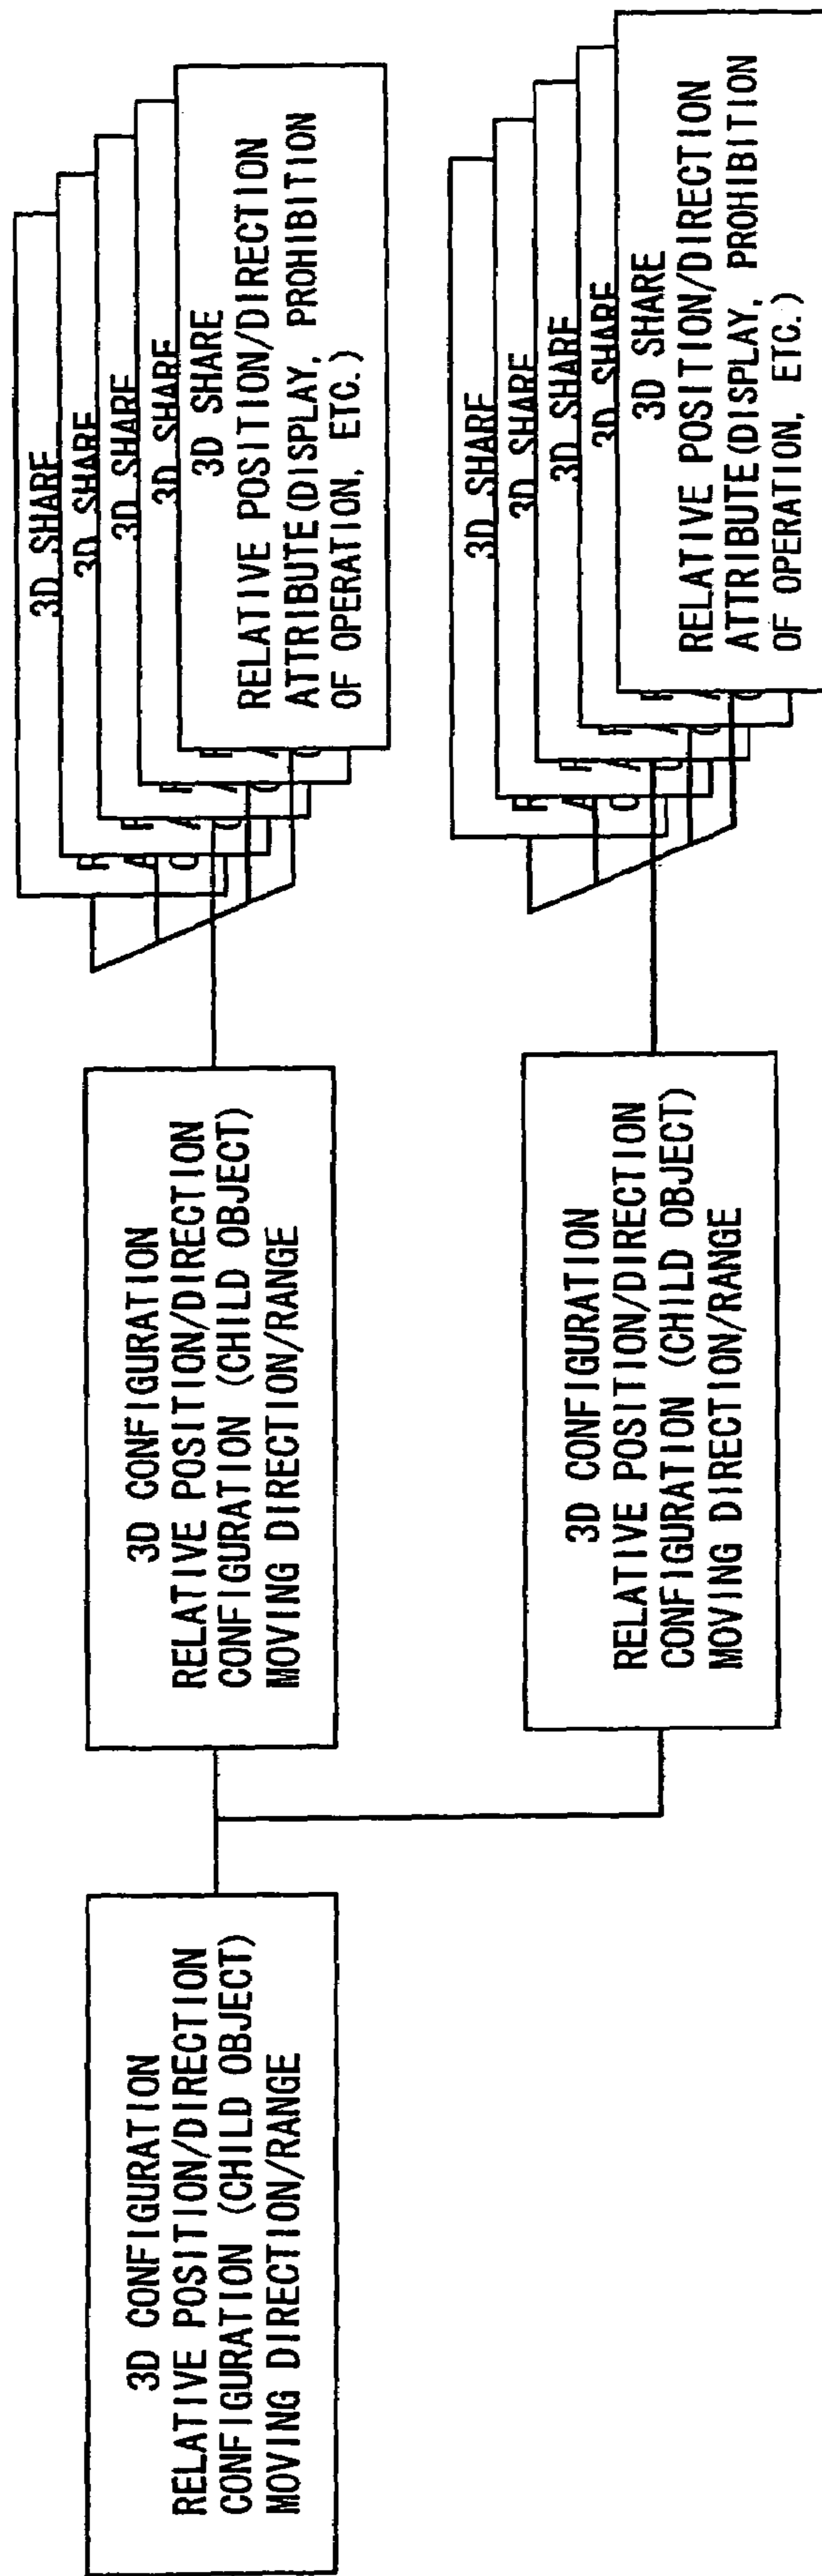 3D CONFIGURATION
RELATIVE POSITION/DIRECTION
CONFIGURATION (CHILD OBJECT)
MOVING DIRECTION/RANGE
3D CONFIGURATION
RELATIVE POSITION/DIRECTION
CONFIGURATION (CHILD OBJECT)
MOVING DIRECTION/RANGE
3D SHARE
3D SHARE
3D SHARE
3D SHARE
3D SHARE
RELATIVE POSITION/DIRECTION
ATTRIBUTE(DISPLAY, PROHIBITION
OF OPERATION, ETC.)
3D CONFIGURATION
RELATIVE POSITION/DIRECTION
CONFIGURATION (CHILD OBJECT)
MOVING DIRECTION/RANGE
3D SHARE
3D SHARE
3D SHARE
3D SHARE
3D SHARE
RELATIVE POSITION/DIRECTION
ATTRIBUTE(DISPLAY, PROHIBITION
OF OPERATION, ETC.)